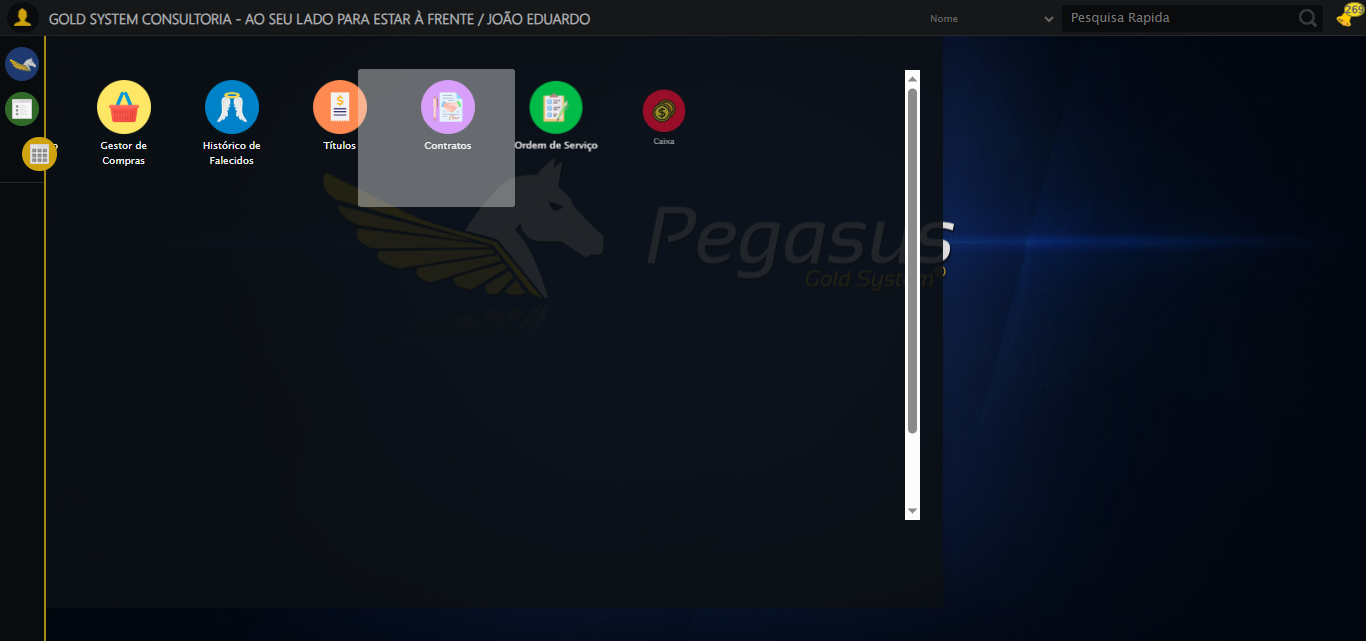 GOLD SYSTEM CONSULTORIA - AO SEU LADO PARA ESTAR À FRENTE / JOÃO EDUARDO
Nome
Pesquisa Rapida
269
o
Gestor de
Compras
Histórico de
Falecidos
Títulos
Contratos
Ordem de Serviço
Caixa
Pegasus
Gold System®